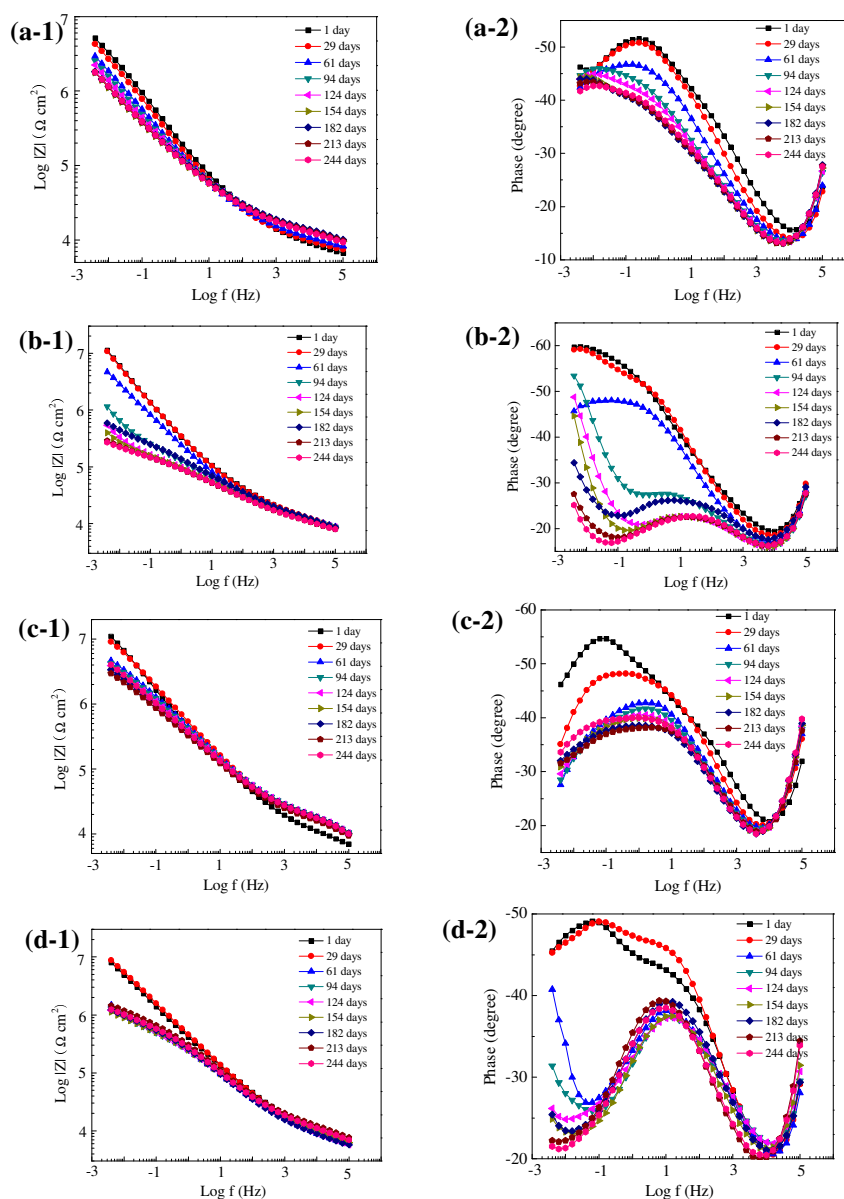 (a-1)
7
6
5
4
-3
-1
1
3
5
Log |Z| ( Ω cm²)
Log f (Hz)
1 day
29 days
61 days
94 days
124 days
154 days
182 days
213 days
244 days
(a-2)
-50
-40
-30
-20
-10
-3
-1
1
3
5
Phase (degree)
Log f (Hz)
1 day
29 days
61 days
94 days
124 days
154 days
182 days
213 days
244 days
(b-1)
7
6
5
4
-3
-1
1
3
5
Log |Z| ( Ω cm²)
Log f (Hz)
1 day
29 days
61 days
94 days
124 days
154 days
182 days
213 days
244 days
(b-2)
-60
-50
-40
-30
-20
-3
-1
1
3
5
Phase (degree)
Log f (Hz)
1 day
29 days
61 days
94 days
124 days
154 days
182 days
213 days
244 days
(c-1)
7
6
5
4
-3
-1
1
3
5
Log |Z| ( Ω cm²)
Log f (Hz)
1 day
29 days
61 days
94 days
124 days
154 days
182 days
213 days
244 days
(c-2)
-60
-50
-40
-30
-20
-3
-1
1
3
5
Phase (degree)
Log f (Hz)
1 day
29 days
61 days
94 days
124 days
154 days
182 days
213 days
244 days
(d-1)
7
6
5
4
-3
-1
1
3
5
Log |Z| ( Ω cm²)
Log f (Hz)
1 day
29 days
61 days
94 days
124 days
154 days
182 days
213 days
244 days
(d-2)
-50
-40
-30
-20
-3
-1
1
3
5
Phase (degree)
Log f (Hz)
1 day
29 days
61 days
94 days
124 days
154 days
182 days
213 days
244 days